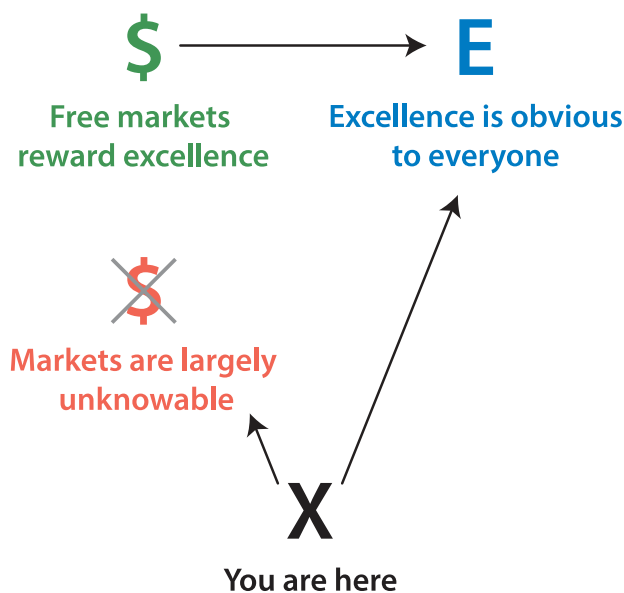 $ E
Free markets
reward excellence
Excellence is obvious
to everyone
$
Markets are largely
unknowable
X
You are here